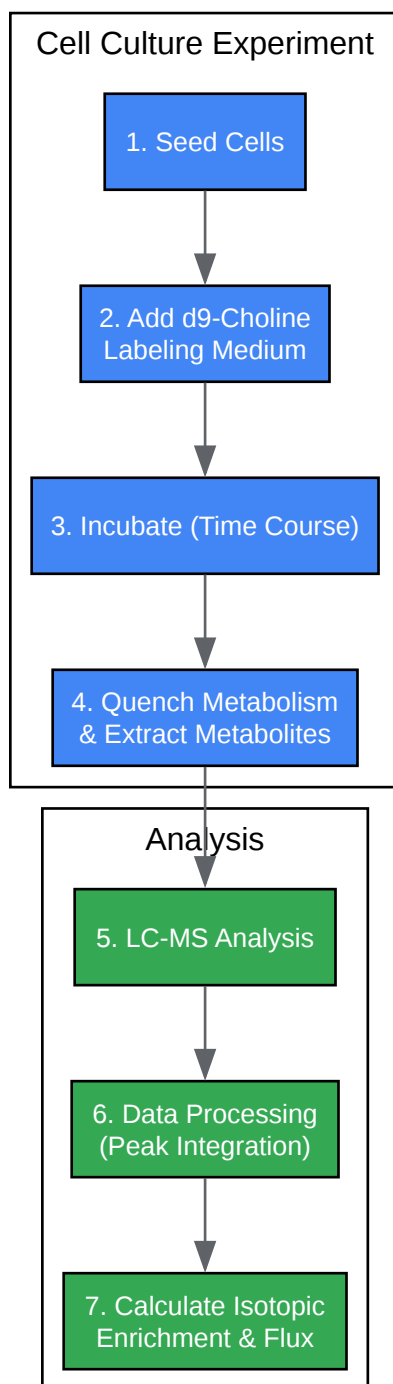 Cell Culture Experiment
1. Seed Cells
2. Add d9-Choline
Labeling Medium
3. Incubate (Time Course)
4. Quench Metabolism
& Extract Metabolites
Analysis
5. LC-MS Analysis
6. Data Processing
(Peak Integration)
7. Calculate Isotopic
Enrichment & Flux